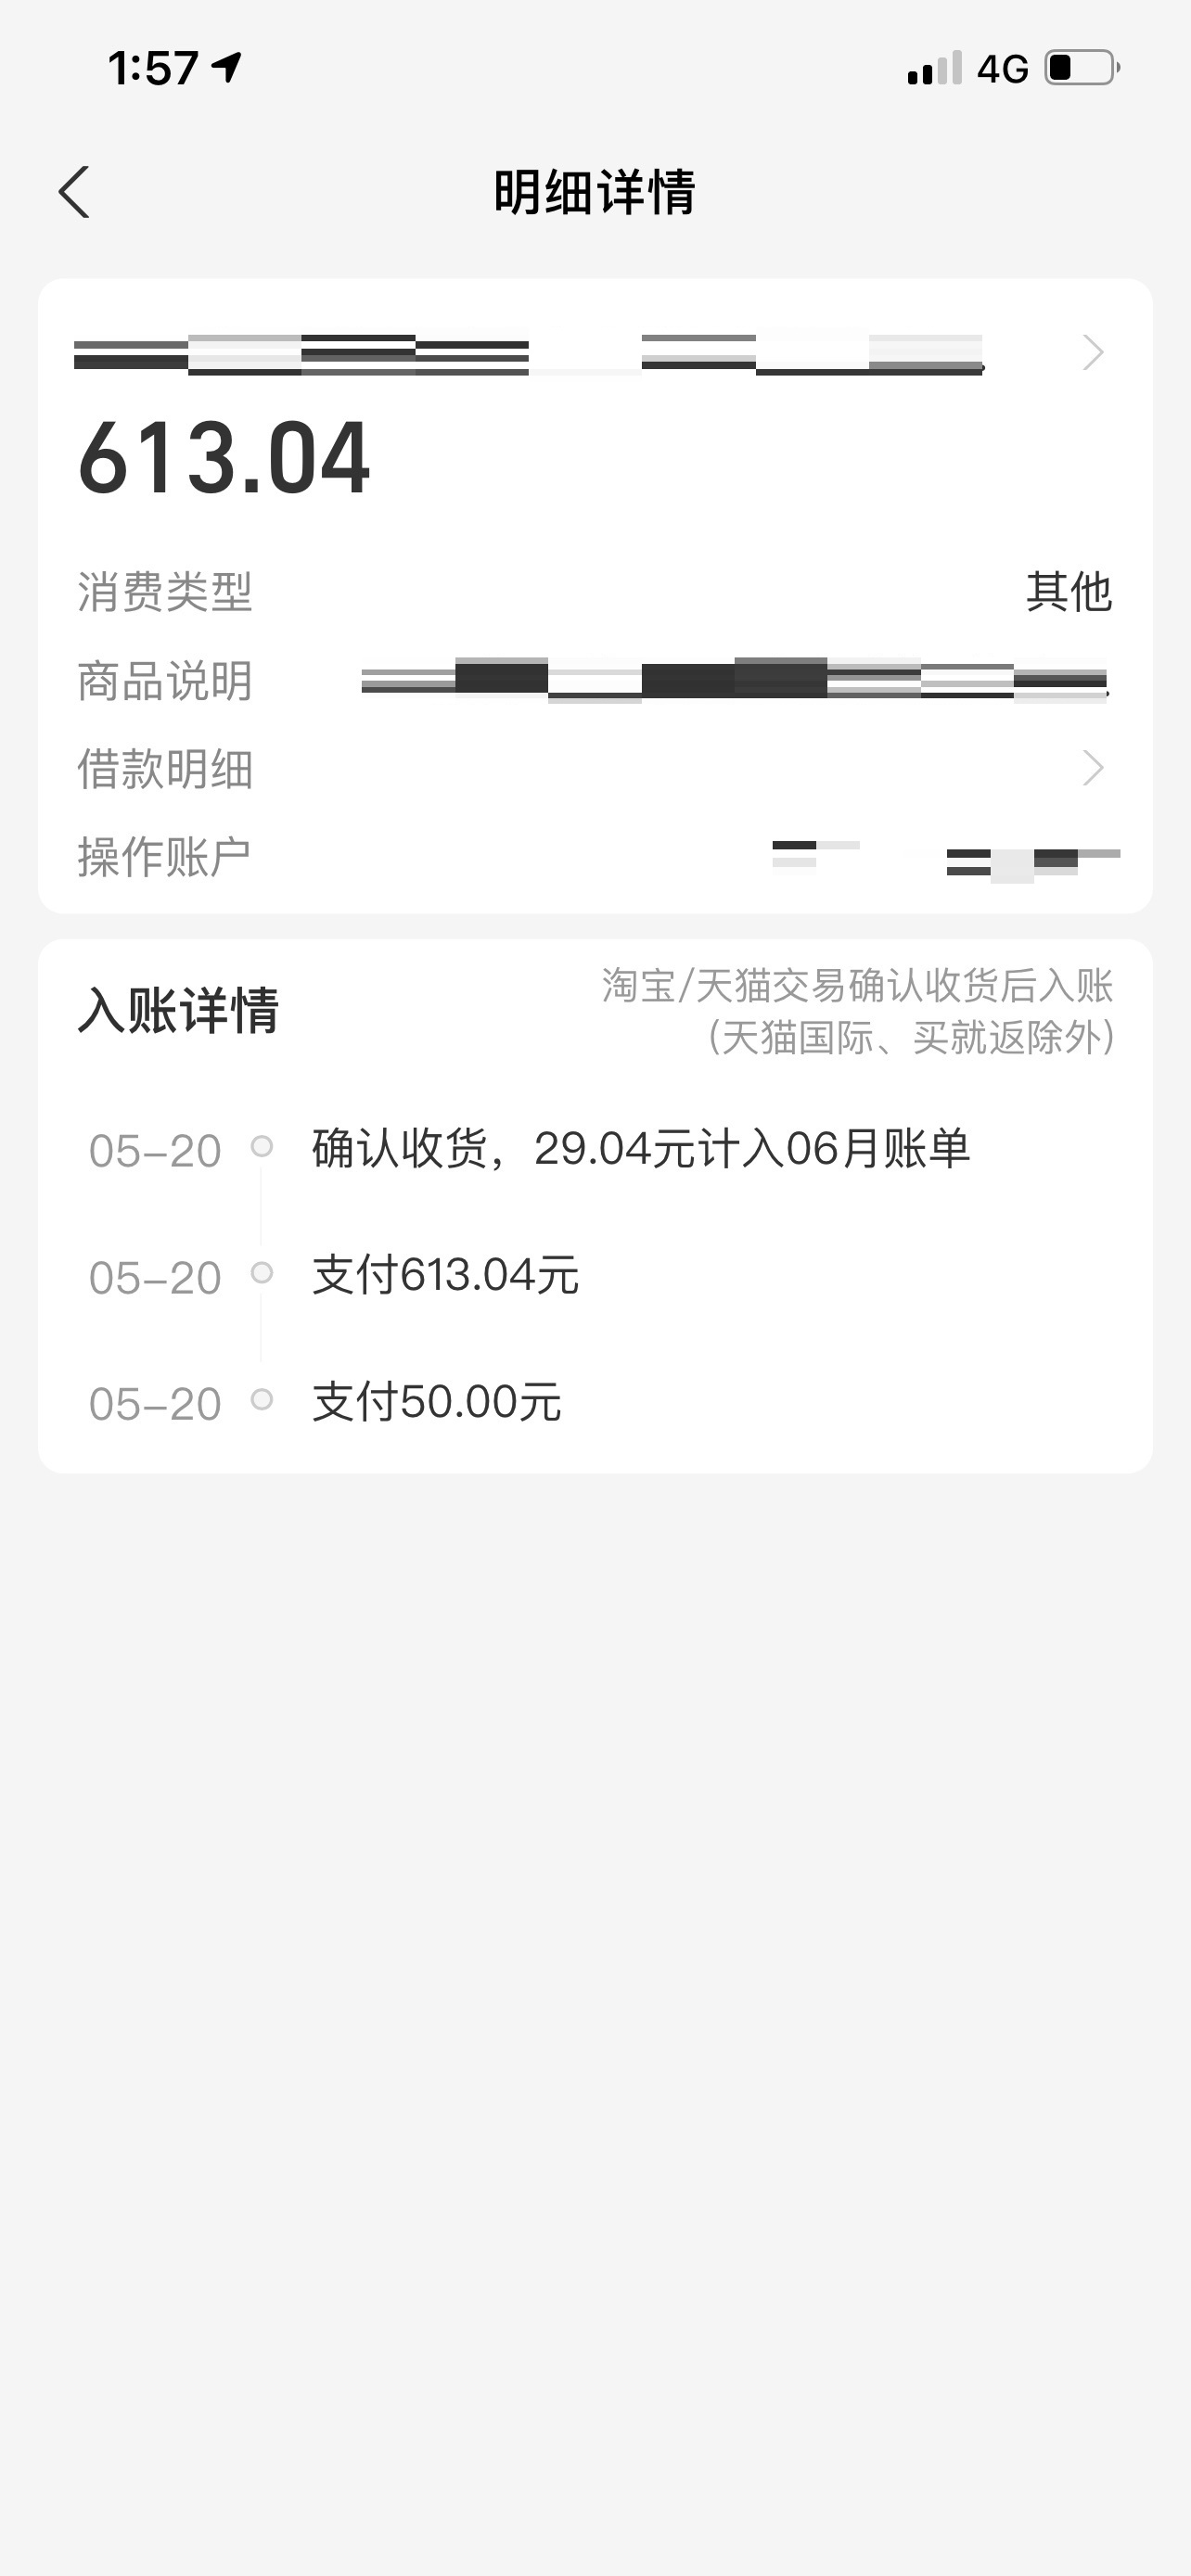 1:57
4G
明细详情
613.04
消费类型
其他
商品说明
借款明细
操作账户
入账详情
淘宝/天猫交易确认收货后入账
(天猫国际、买就返除外)
05-20
确认收货，29.04元计入06月账单
05-20
支付613.04元
05-20
支付50.00元